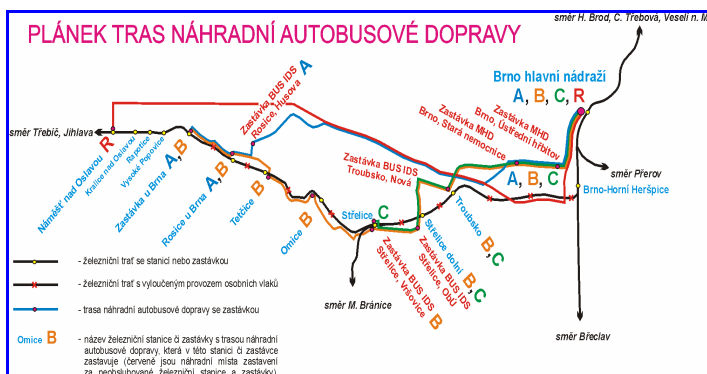 směr H. Brod, Č. Třebová, Veselí n. M
PLÁNEK TRAS NÁHRADNÍ AUTOBUSOVÉ DOPRAVY
Zastávka BUS IDS
Rosice, Husova
A
Brno hlavní nádraží
A, B, C, R
Zastávka MHD
Brno, Ústřední hřbitov
Zastávka MHD
Brno, Stará nemocnice
směr Třebíč, Jihlava
Náměšť nad Oslavou R
Kralice nad Oslavou
Rapotice
Vysoké Popovice
Zastávka u Brna A, B
Rosice u Brna A, B
Tetčice B
Omice B
Zastávka BUS IDS
Troubsko, Nová
A, B, C
směr Přerov
Brno-Horní Heršpice
Střelice C
Troubsko B, C
Střelice dolní B, C
Zastávka BUS IDS
Střelice, ObÚ
Zastávka BUS IDS
Střelice, Vršovice B
směr M. Bránice
směr Břeclav
- železniční trať se stanicí nebo zastávkou
- železniční trať s vyloučeným provozem osobních vlaků
- trasa náhradní autobusové dopravy se zastávkou
Omice B - název železniční stanice či zastávky s trasou náhradní
autobusové dopravy, která v této stanici či zastávce
zastavuje (červeně jsou náhradní místa zastavení
za neobsluhované železniční stanice a zastávky)